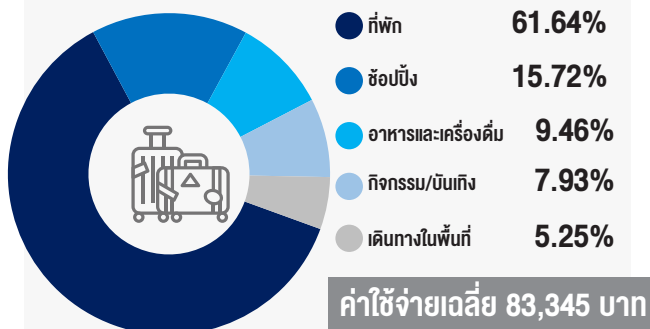 ที่พัก 61.64%
ช้อปปิ้ง 15.72%
อาหารและเครื่องดื่ม 9.46%
กิจกรรม/บันเทิง 7.93%
เดินทางในพื้นที่ 5.25%
ค่าใช้จ่ายเฉลี่ย 83,345 บาท